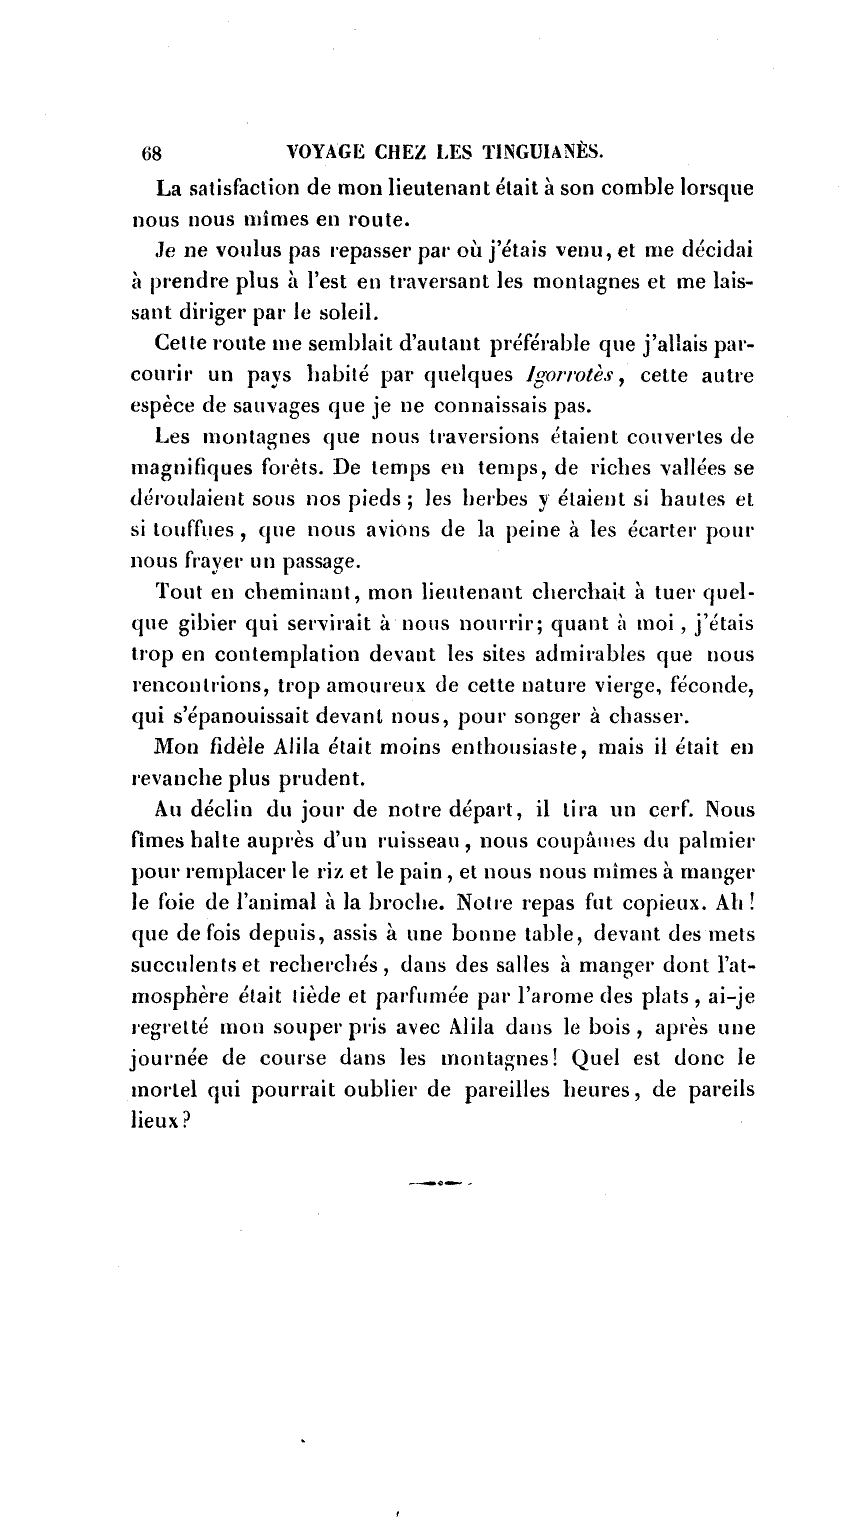 68 VOYAGE CHEZ LES TINGUIANÈS.
La satisfaction de mon lieutenant était à son comble lorsque
nous nous mîmes en route.
Je ne voulus pas repasser par où j'étais venu, et me décidai
à prendre plus à l'est en traversant les montagnes et me lais-
sant diriger par le soleil.
Cette route me semblait d'autant préférable que j'allais par-
courir un pays habité par quelques Igorrotès, cette autre
espèce de sauvages que je ne connaissais pas.
Les montagnes que nous traversions étaient couvertes de
magnifiques forêts. De temps en temps, de riches vallées se
déroulaient sous nos pieds ; les herbes y étaient si hautes et
si touffues, que nous avions de la peine à les écarter pour
nous frayer un passage.
Tout en cheminant, mon lieutenant cherchait à tuer quel-
que gibier qui servirait à nous nourrir; quant à moi, j'étais
trop en contemplation devant les sites admirables que nous
rencontrions, trop amoureux de cette nature vierge, féconde,
qui s'épanouissait devant nous, pour songer à chasser.
Mon fidèle Alila était moins enthousiaste, mais il était en
revanche plus prudent.
Au déclin du jour de notre départ, il tira un cerf. Nous
fîmes halte auprès d'un ruisseau, nous coupâmes du palmier
pour remplacer le riz et le pain, et nous nous mîmes à manger
le foie de l'animal à la broche. Notre repas fut copieux. Ah !
que de fois depuis, assis à une bonne table, devant des mets
succulents et recherchés, dans des salles à manger dont l'at-
mosphère était tiède et parfumée par l'arome des plats, ai-je
regretté mon souper pris avec Alila dans le bois, après une
journée de course dans les montagnes! Quel est donc le
mortel qui pourrait oublier de pareilles heures, de pareils
lieux?